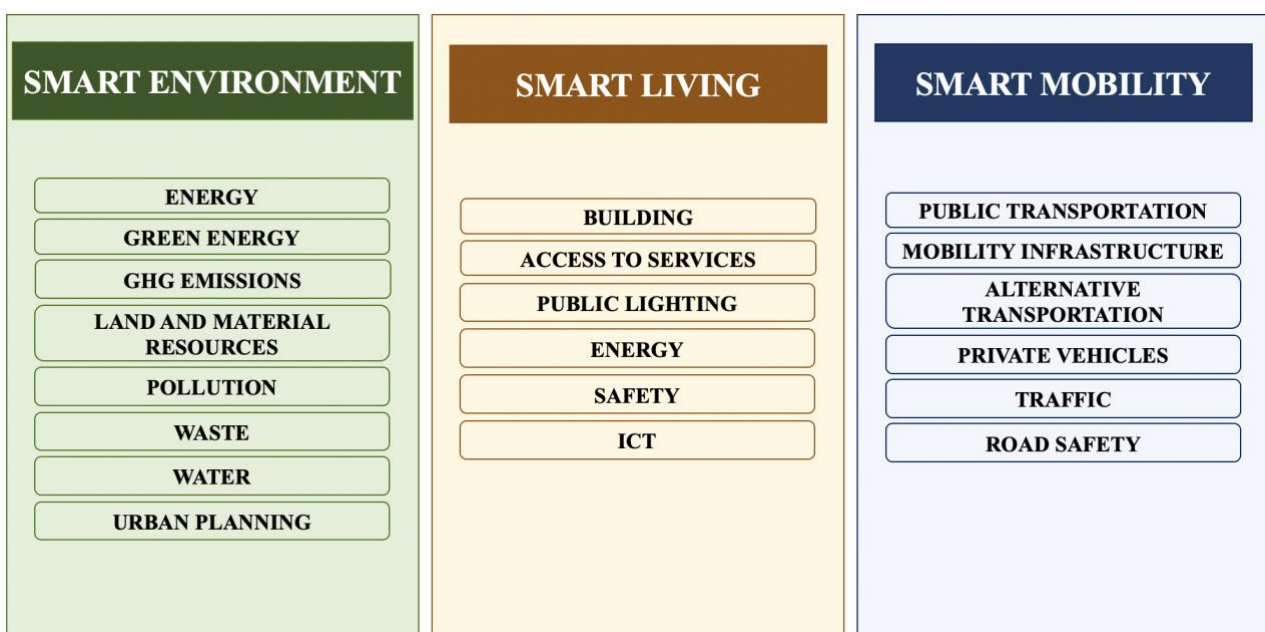 SMART ENVIRONMENT
ENERGY
GREEN ENERGY
GHG EMISSIONS
LAND AND MATERIAL
RESOURCES
POLLUTION
WASTE
WATER
URBAN PLANNING
SMART LIVING
BUILDING
ACCESS TO SERVICES
PUBLIC LIGHTING
ENERGY
SAFETY
ICT
SMART MOBILITY
PUBLIC TRANSPORTATION
MOBILITY INFRASTRUCTURE
ALTERNATIVE
TRANSPORTATION
PRIVATE VEHICLES
TRAFFIC
ROAD SAFETY